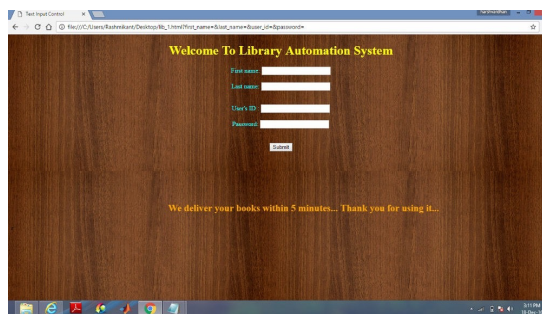 Text Input Control
file:///C:/Users/Rashmikant/Desktop/lib_1.html?first_name=&last_name=&user_id=&password=
Welcome To Library Automation System
First name:
Last name:
User's ID:
Password:
Submit
We deliver your books within 5 minutes... Thank you for using it...
3:11 PM